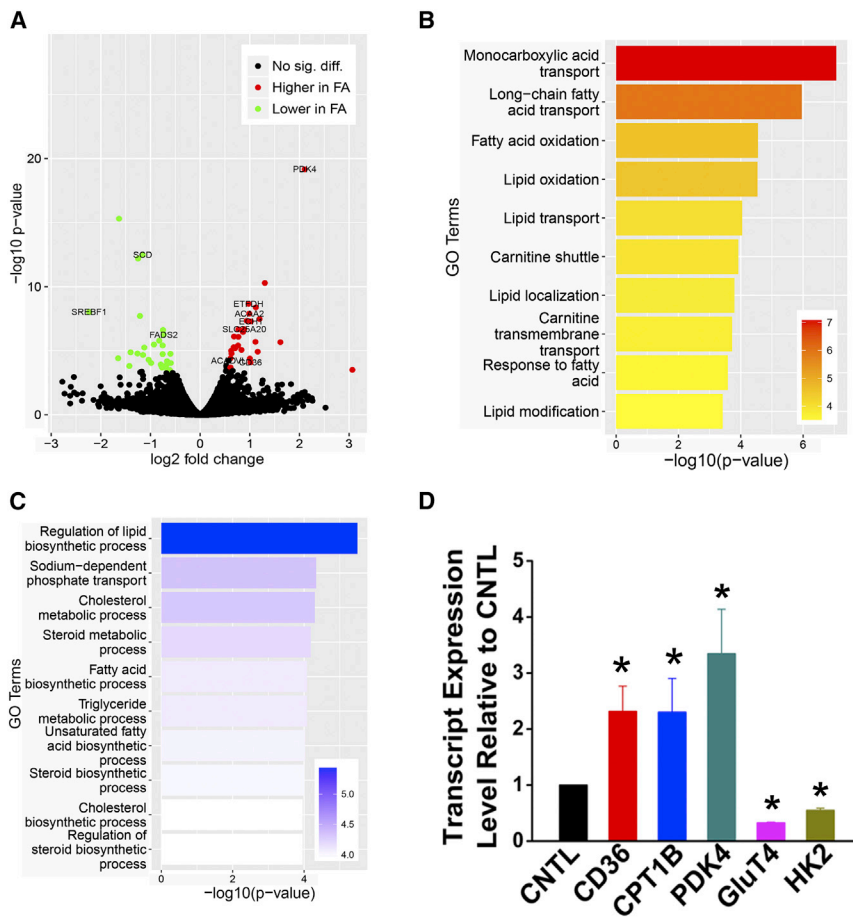 A
No sig. diff.
Higher in FA
Lower in FA
PDK4
SCD
SREBF1
FADS2
ETFDH
ACAA2
SLC25A20
CD36
0
10
20
−3
−2
−1
0
1
2
3
−log10 p−value
log2 fold change
B
GO Terms
Monocarboxylic acid
transport
Long−chain fatty
acid transport
Fatty acid oxidation
Lipid oxidation
Lipid transport
Carnitine shuttle
Lipid localization
Carnitine
transmembrane
transport
Response to fatty
acid
Lipid modification
7
6
5
4
0
2
4
6
−log10(p−value)
C
GO Terms
Regulation of lipid
biosynthetic process
Sodium−dependent
phosphate transport
Cholesterol
metabolic process
Steroid metabolic
process
Fatty acid
biosynthetic process
Triglyceride
metabolic process
Unsaturated fatty
acid biosynthetic
process
Steroid biosynthetic
process
Cholesterol
biosynthetic process
Regulation of
steroid biosynthetic
process
5.0
4.5
4.0
0
2
4
−log10(p−value)
D
Transcript Expression
Level Relative to CNTL
5
4
3
2
1
0
*
*
*
*
*
CNTL
CD36
CPT1B
PDK4
GluT4
HK2